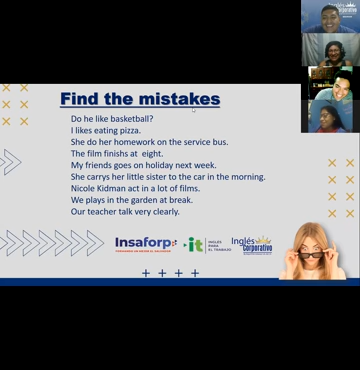 Find the mistakes
Do he like basketball?
I likes eating pizza.
She do her homework on the service bus.
The film finishs at eight.
My friends goes on holiday next week.
She carrys her little sister to the car in the morning.
Nicole Kidman act in a lot of films.
We plays in the garden at break.
Our teacher talk very clearly.
Insaforp
it
INGLÉS
PARA
EL TRABAJO
Inglés
Corporativo